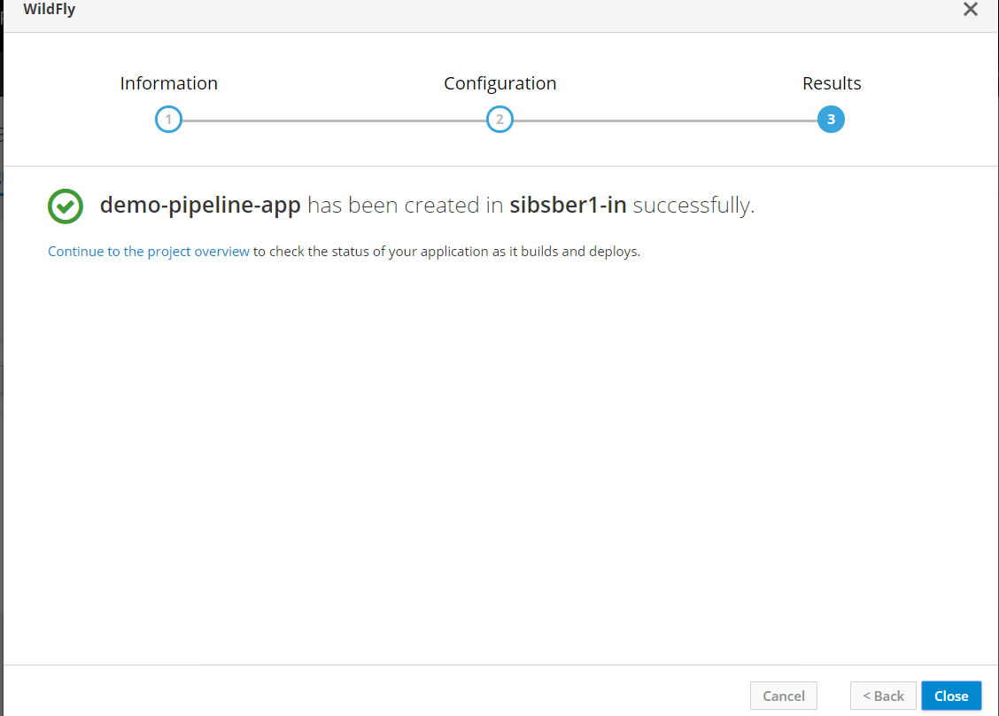 WildFly
Information Configuration Results
1 2 3
demo-pipeline-app has been created in sibsber1-in successfully.
Continue to the project overview to check the status of your application as it builds and deploys.
Cancel < Back Close